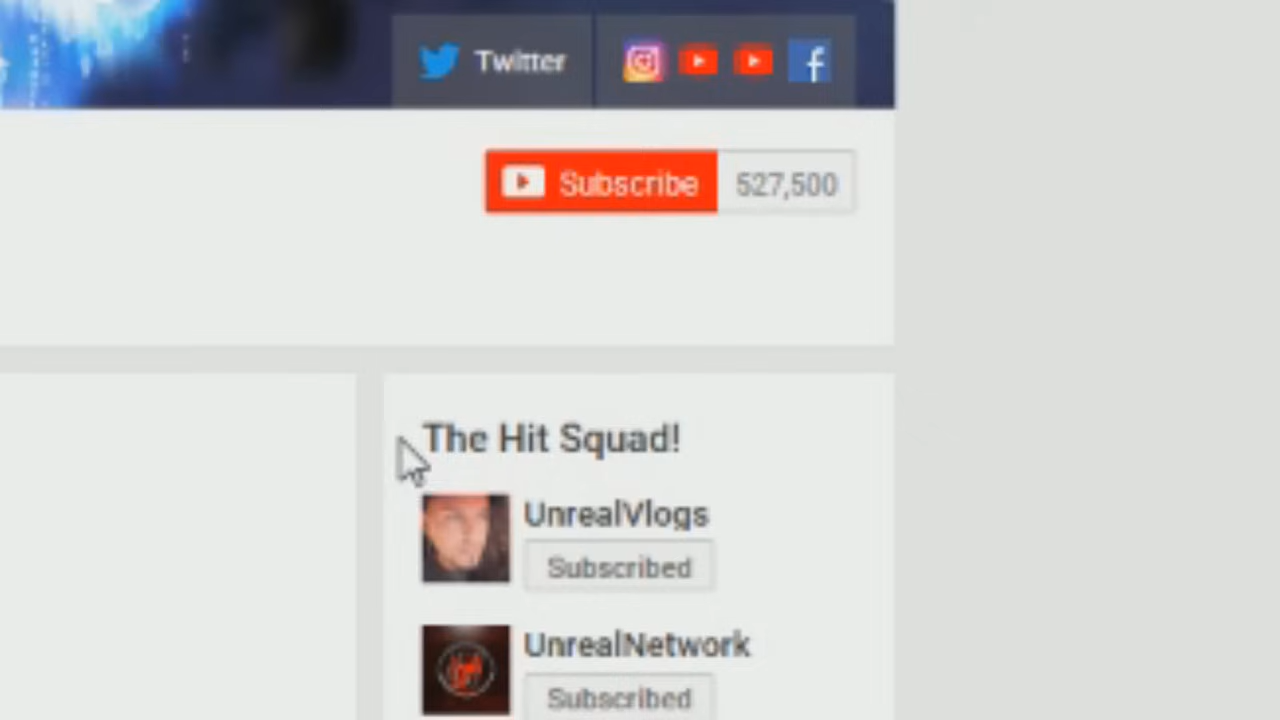 Twitter
Subscribe 527,500
The Hit Squad!
UnrealVlogs
Subscribed
UnrealNetwork
Subscribed